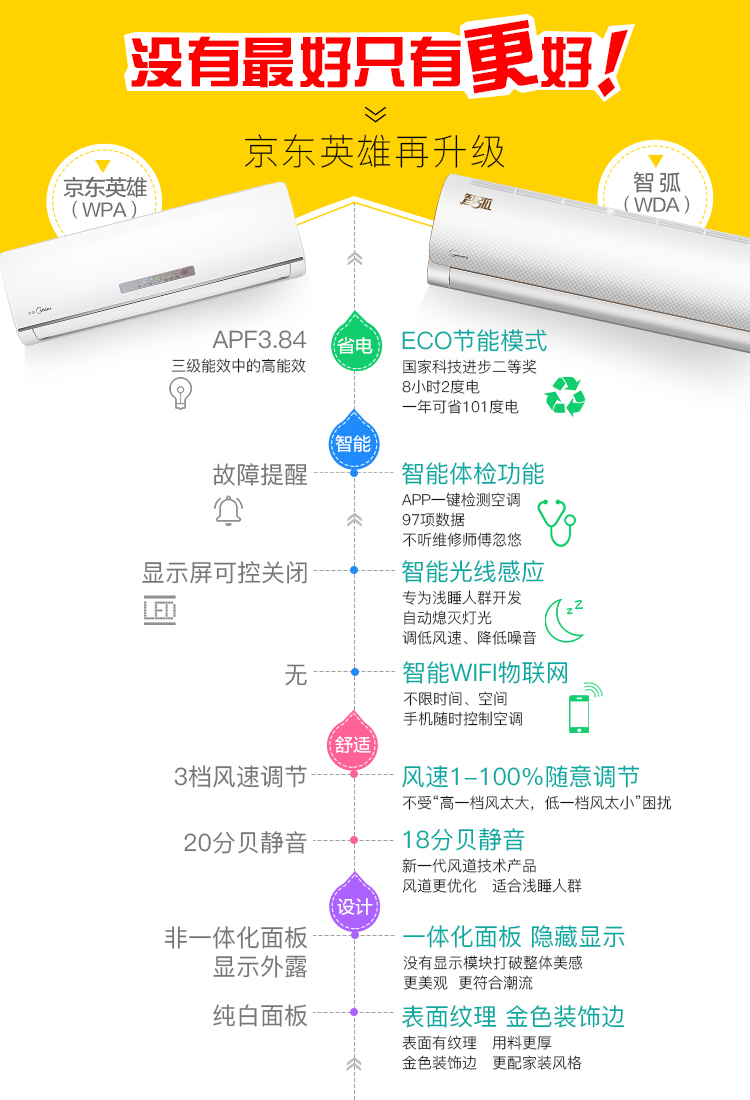 没有最好只有更好!
京东英雄再升级
京东英雄
（WPA）
智弧
（WDA）
智弧
Midea
APF3.84
三级能效中的高能效
省电
ECO节能模式
国家科技进步二等奖
8小时2度电
一年可省101度电
智能
故障提醒
智能体检功能
APP一键检测空调
97项数据
不听维修师傅忽悠
显示屏可控关闭
LED
智能光线感应
专为浅睡人群开发
自动熄灭灯光
调低风速、降低噪音
zz
无
智能WIFI物联网
不限时间、空间
手机随时控制空调
舒适
3档风速调节
风速1-100%随意调节
不受“高一档风太大，低一档风太小”困扰
20分贝静音
18分贝静音
新一代风道技术产品
风道更优化 适合浅睡人群
设计
非一体化面板
显示外露
一体化面板 隐藏显示
没有显示模块打破整体美感
更美观 更符合潮流
纯白面板
表面纹理 金色装饰边
表面有纹理 用料更厚
金色装饰边 更配家装风格